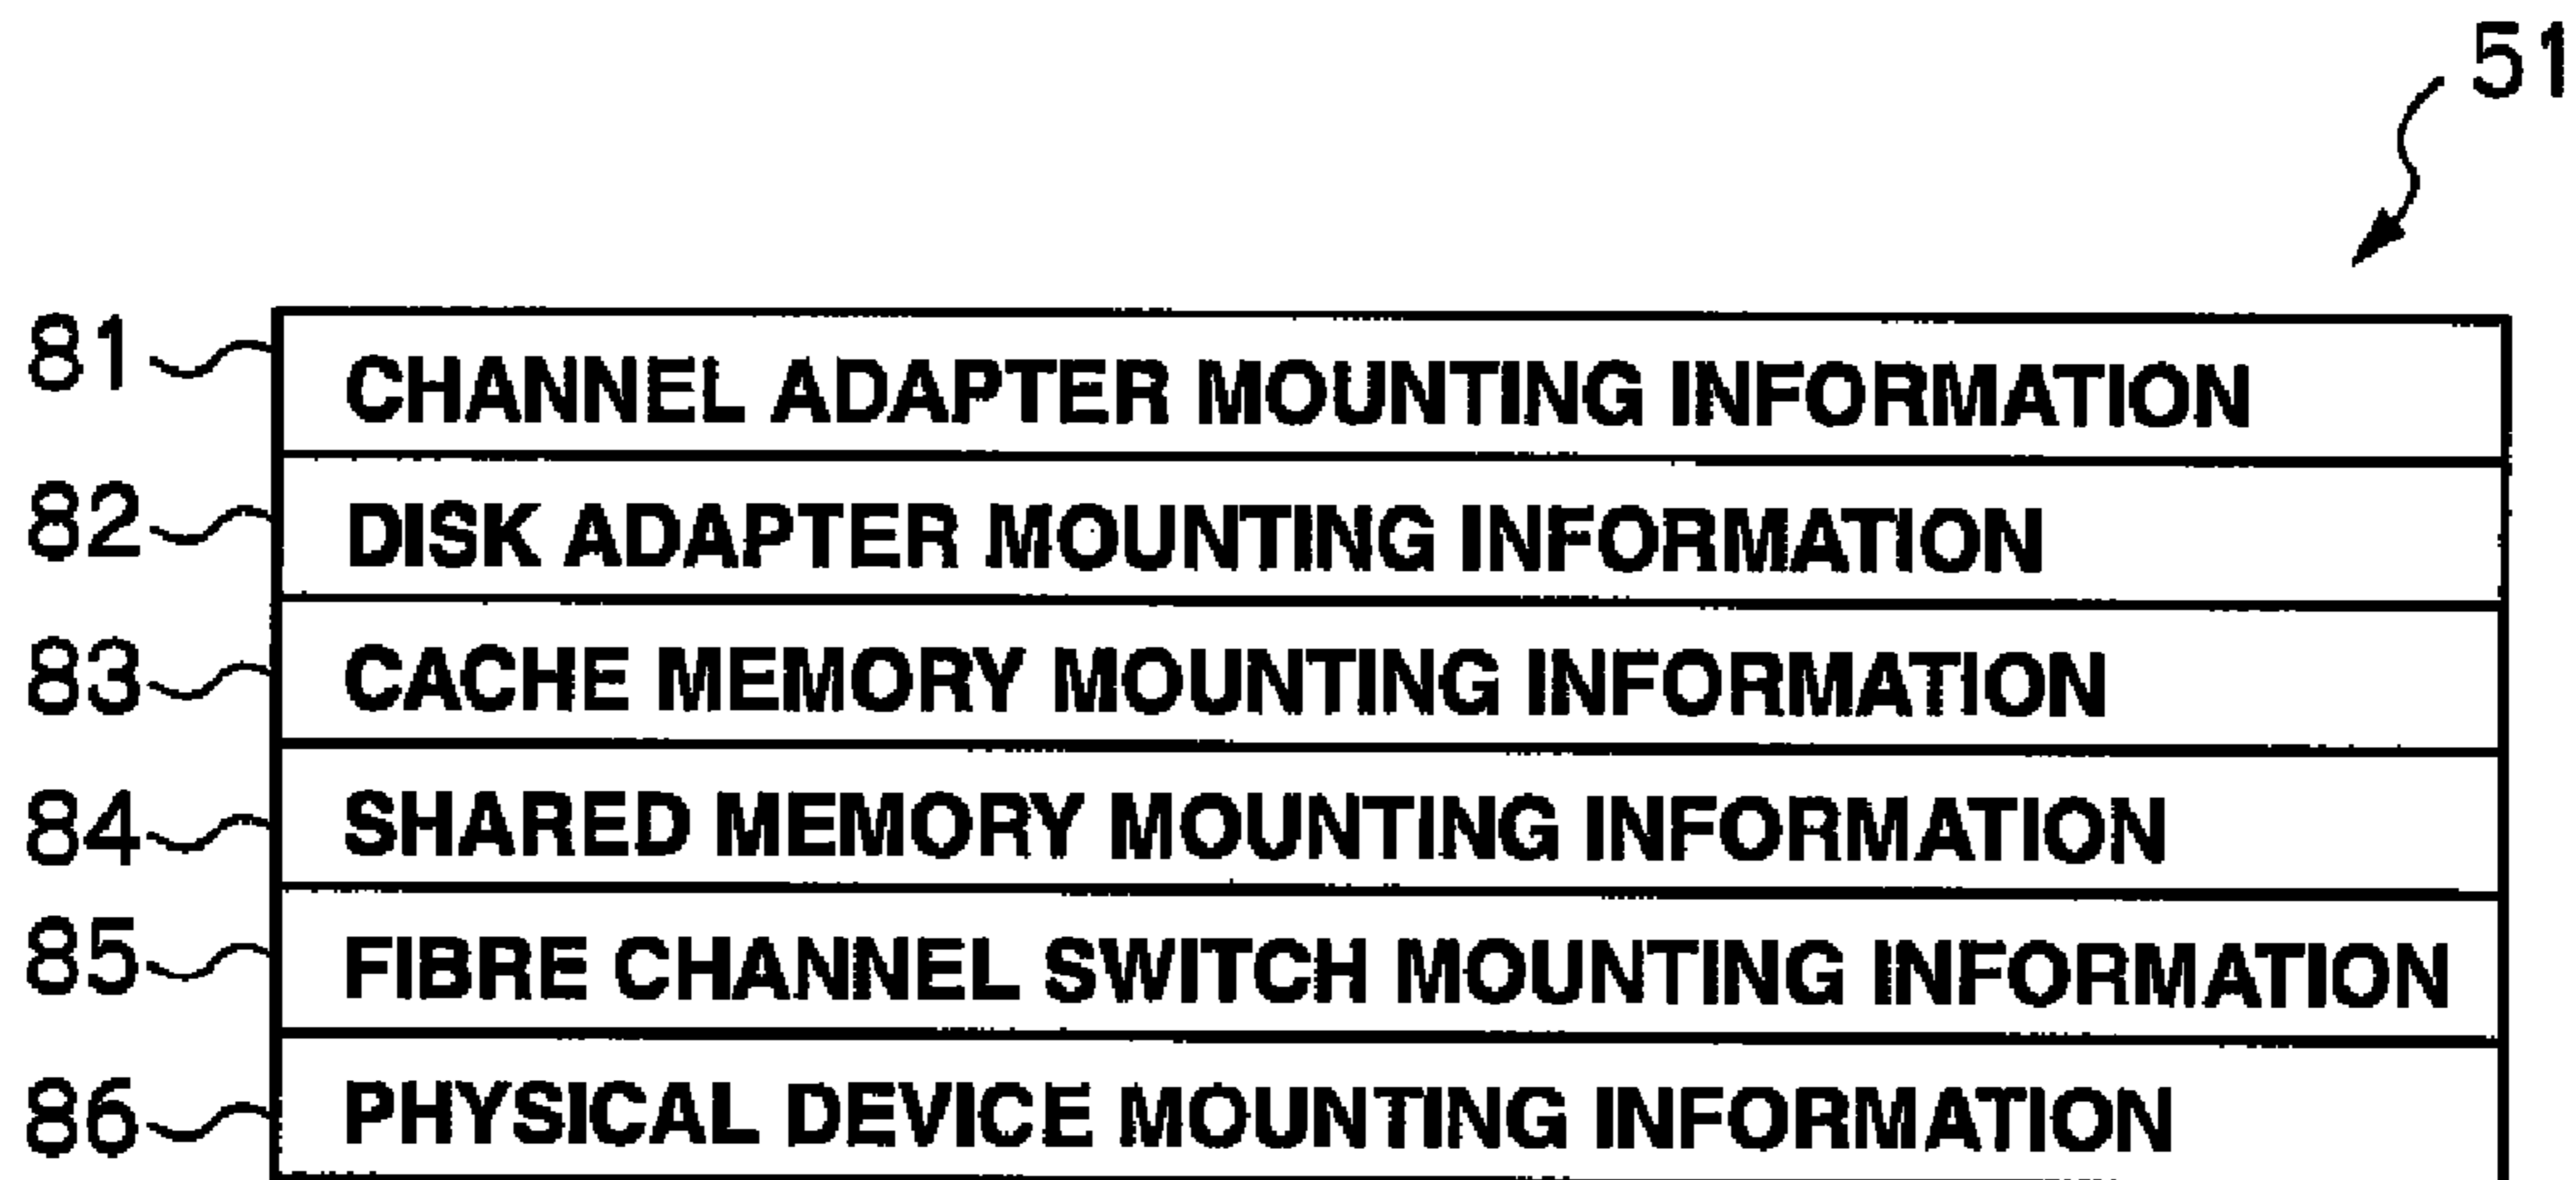 51
81 CHANNEL ADAPTER MOUNTING INFORMATION
82 DISK ADAPTER MOUNTING INFORMATION
83 CACHE MEMORY MOUNTING INFORMATION
84 SHARED MEMORY MOUNTING INFORMATION
85 FIBRE CHANNEL SWITCH MOUNTING INFORMATION
86 PHYSICAL DEVICE MOUNTING INFORMATION